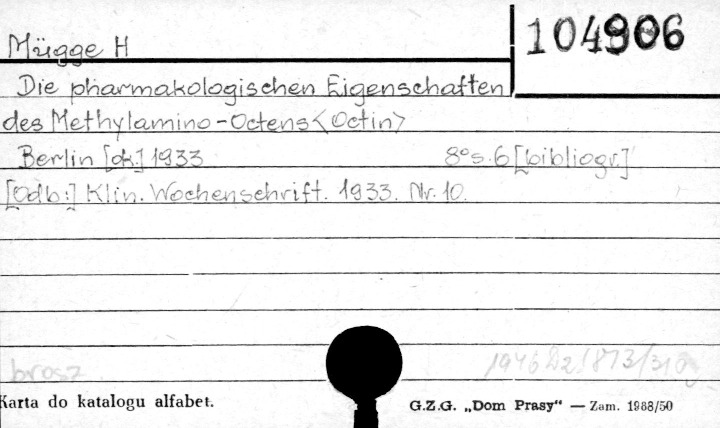 Mügge H
104906
Die pharmakologischen Eigenschaften
des Methylamino-Octens<Octin>
Berlin [ok.] 1933 8°s. 6 [bibliogr.]
[Odb:] Klin. Wochenschrift. 1933. Nr. 10.
brosz
Karta do katalogu alfabet.
G.Z.G. „Dom Prasy" — Zam. 1988/50